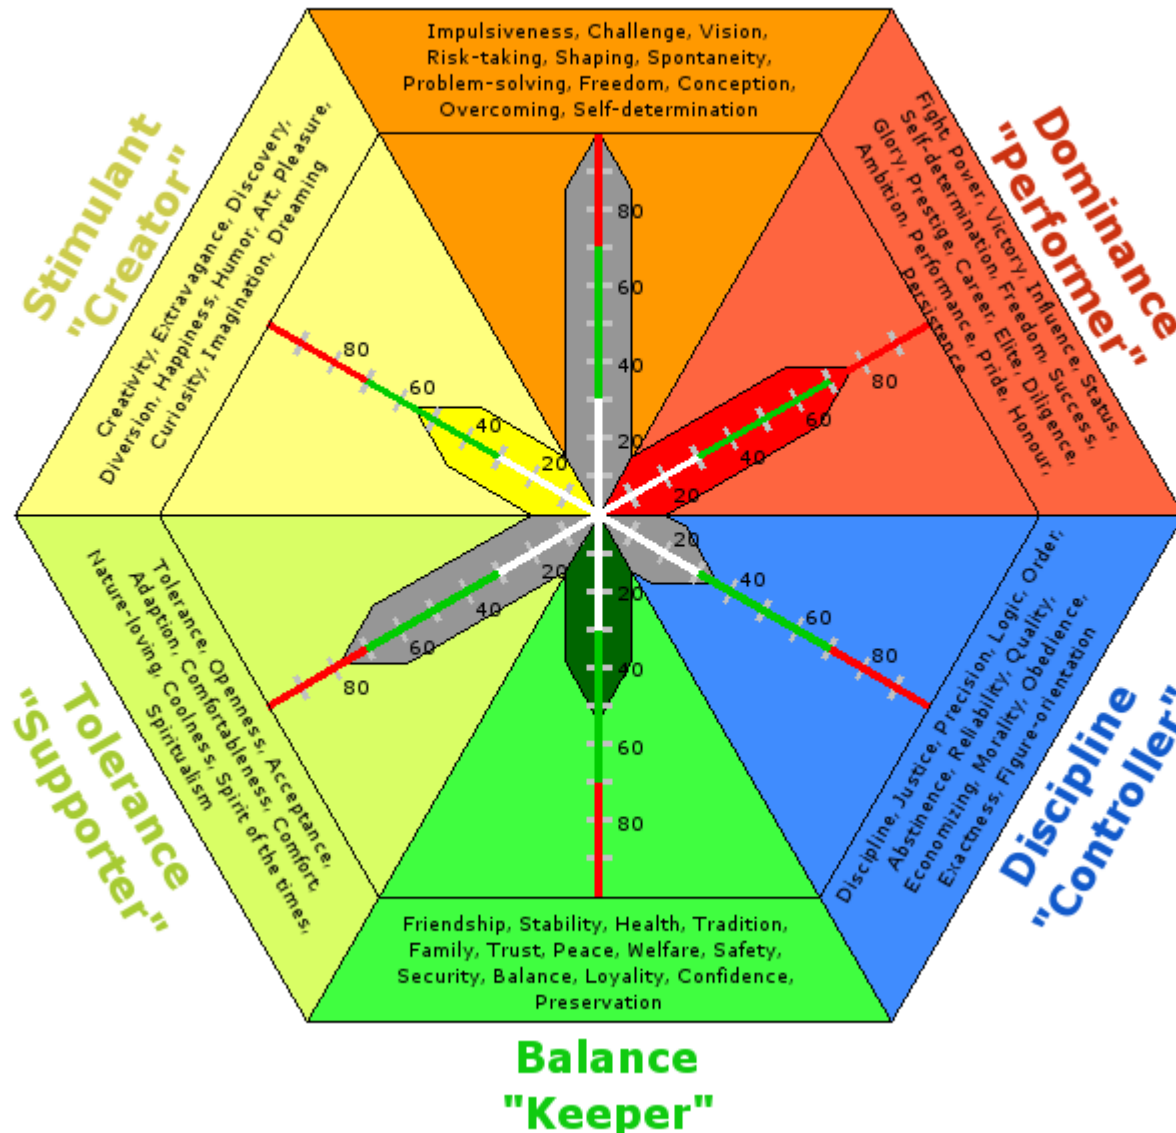 Impulsiveness, Challenge, Vision,
Risk-taking, Shaping, Spontaneity,
Problem-solving, Freedom, Conception,
Overcoming, Self-determination
Stimulant
"Creator"
Creativity, Extravagance, Discovery,
Diversion, Happiness, Humor, Art, Pleasure,
Curiosity, Imagination, Dreaming
Dominance
"Performer"
Fight, Power, Victory, Influence, Status,
Self-determination, Freedom, Success,
Glory, Prestige, Career, Elite, Diligence,
Ambition, Performance, Pride, Honour,
Persistence
80
60
40
20
80
60
40
20
80
60
40
20
20
40
60
80
20
40
60
80
20
40
60
80
Tolerance
"Supporter"
Tolerance, Openness, Acceptance,
Adaption, Comfortableness, Comfort,
Nature-loving, Coolness, Spirit of the times,
Spiritualism
Discipline
"Controller"
Discipline, Justice, Precision, Logic, Order,
Abstinence, Reliability, Quality,
Economizing, Morality, Obedience,
Exactness, Figure-orientation
Friendship, Stability, Health, Tradition,
Family, Trust, Peace, Welfare, Safety,
Security, Balance, Loyality, Confidence,
Preservation
Balance
"Keeper"